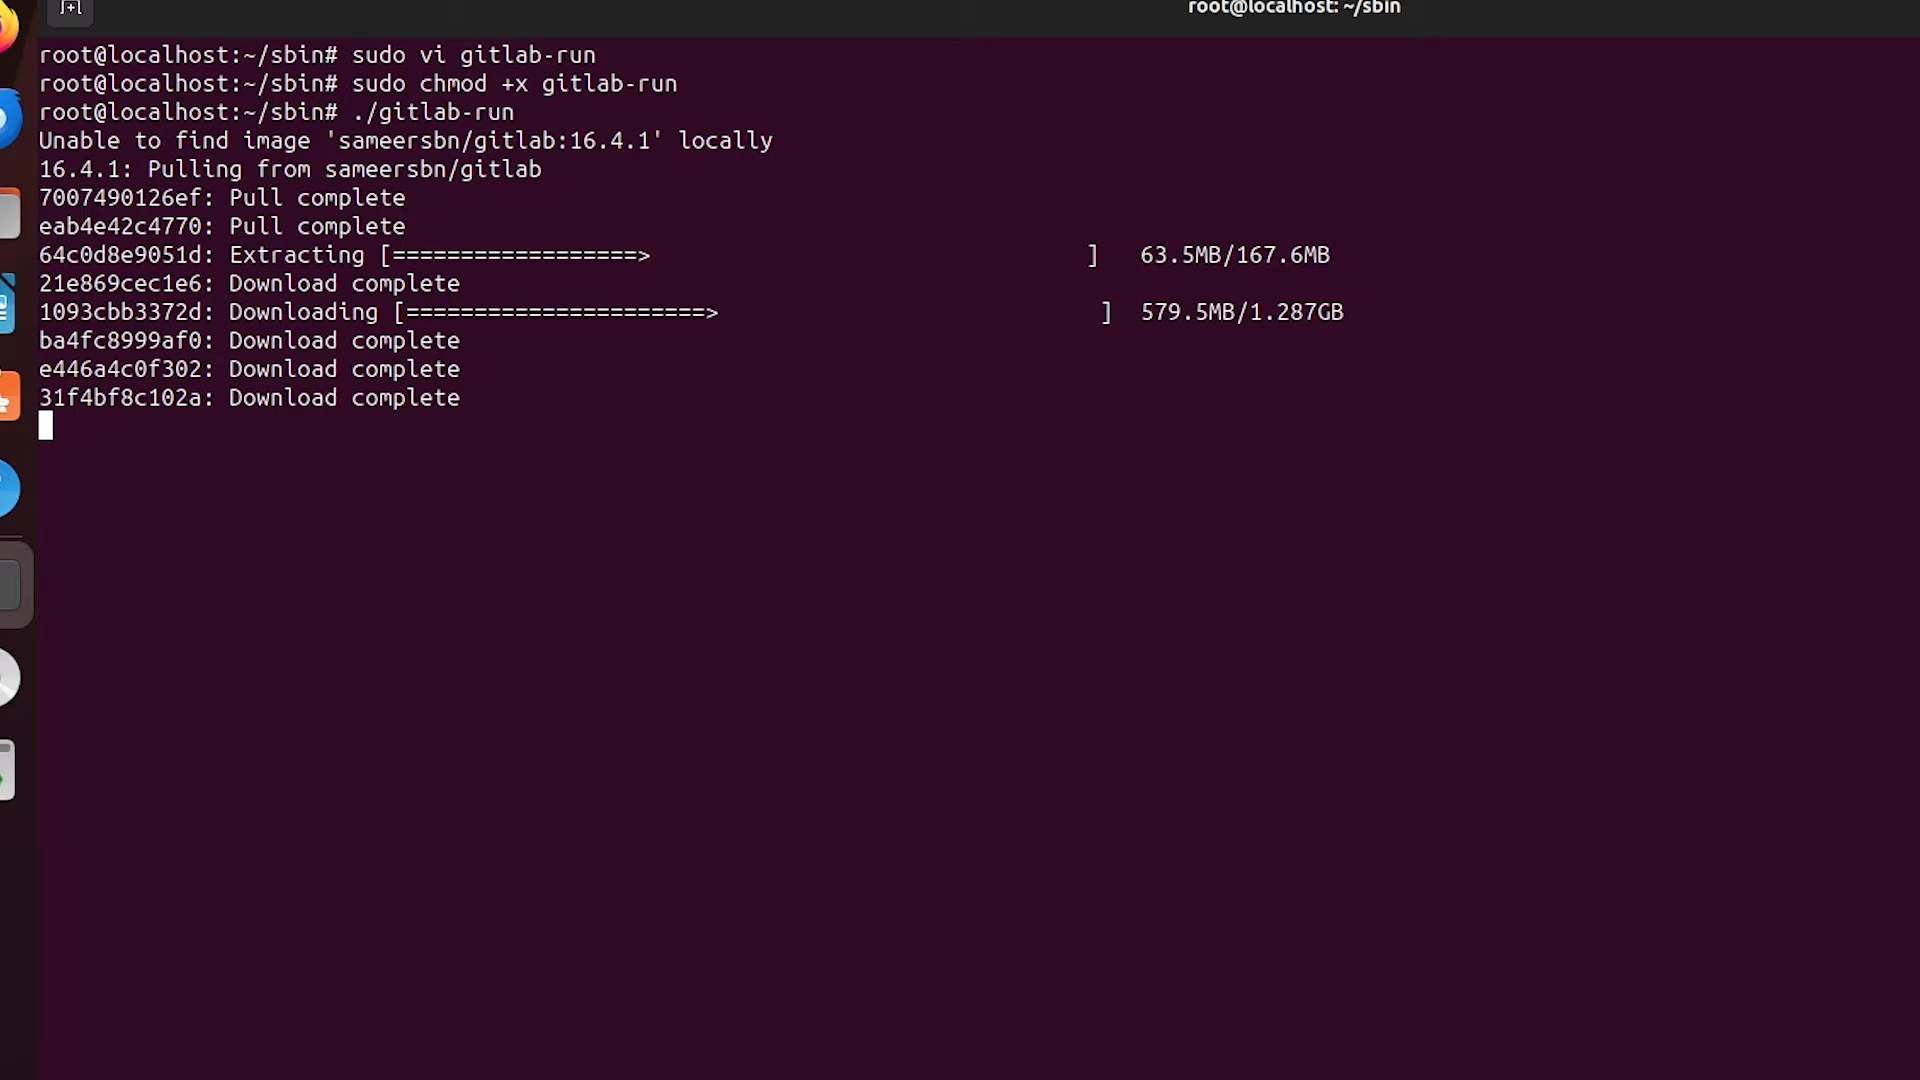 root@localhost: ~/sbin
root@localhost:~/sbin# sudo vi gitlab-run
root@localhost:~/sbin# sudo chmod +x gitlab-run
root@localhost:~/sbin# ./gitlab-run
Unable to find image 'sameersbn/gitlab:16.4.1' locally
16.4.1: Pulling from sameersbn/gitlab
7007490126ef: Pull complete
eab4e42c4770: Pull complete
64c0d8e9051d: Extracting [==================>                                ]   63.5MB/167.6MB
21e869cec1e6: Download complete
1093cbb3372d: Downloading [======================>                            ]   579.5MB/1.287GB
ba4fc8999af0: Download complete
e446a4c0f302: Download complete
31f4bf8c102a: Download complete